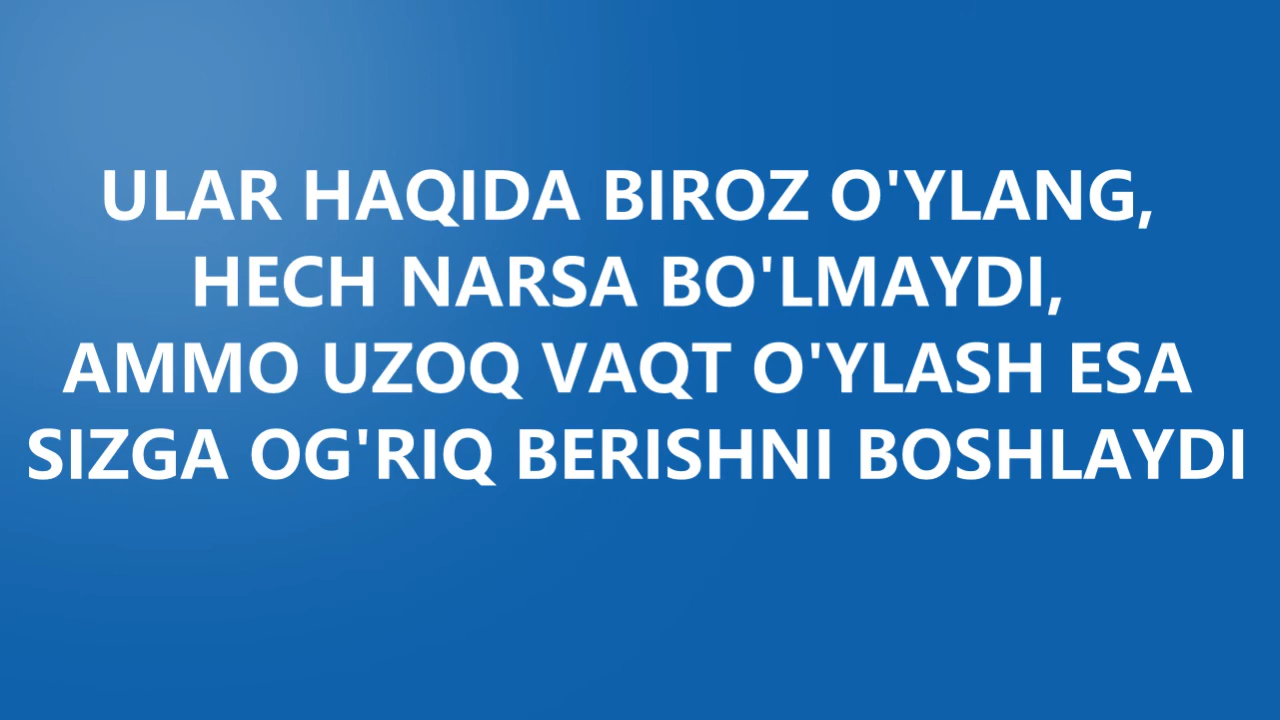 ULAR HAQIDA BIROZ O'YLANG,
HECH NARSA BO'LMAYDI,
AMMO UZOQ VAQT O'YLASH ESA
SIZGA OG'RIQ BERISHNI BOSHLAYDI